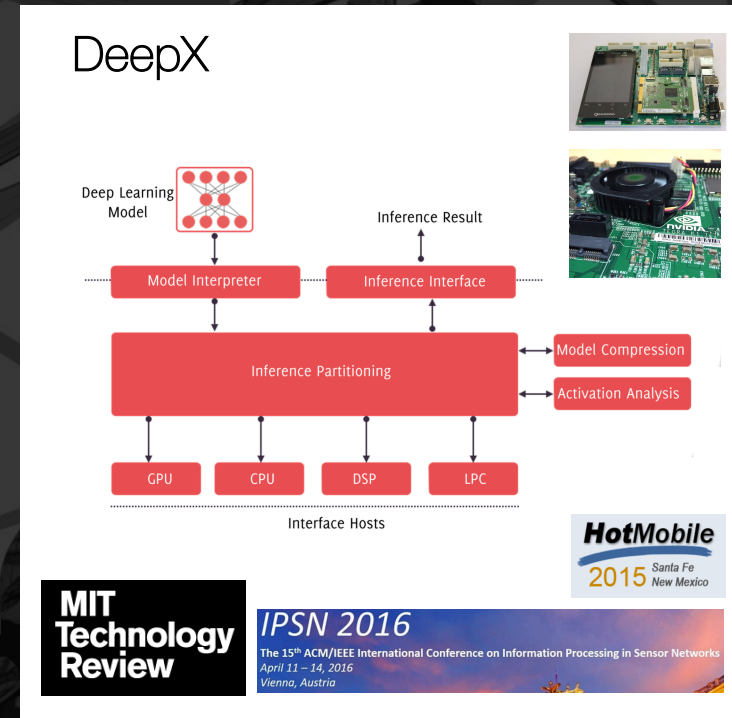 DeepX
Deep Learning
Model
Inference Result
Model Interpreter
Inference Interface
Inference Partitioning
Model Compression
Activation Analysis
GPU
CPU
DSP
LPC
Interface Hosts
nVIDIA
HotMobile
2015 Santa Fe
New Mexico
MIT
Technology
Review
IPSN 2016
The 15th ACM/IEEE International Conference on Information Processing in Sensor Networks
April 11 – 14, 2016
Vienna, Austria